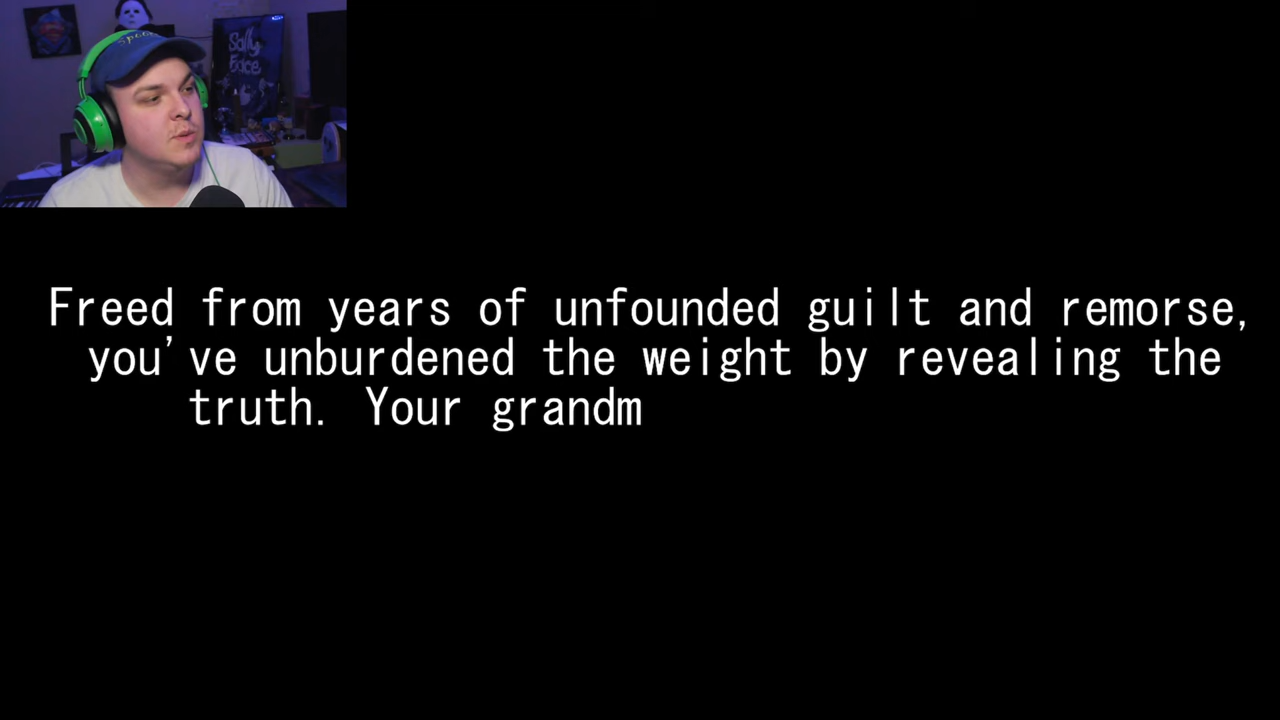 Sally
Face
Freed from years of unfounded guilt and remorse,
you've unburdened the weight by revealing the
truth. Your grandm